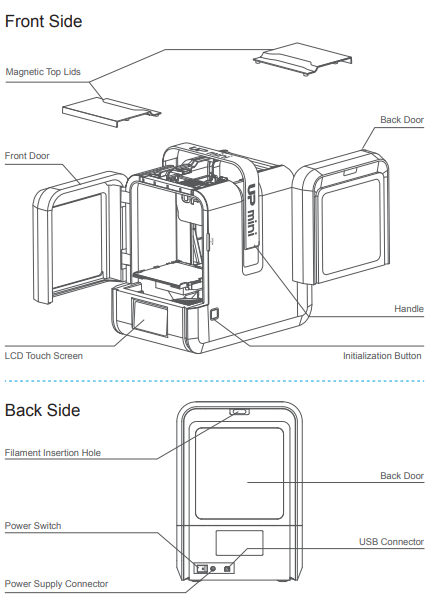 Front Side
Magnetic Top Lids
Back Door
Front Door
UP mini
Handle
LCD Touch Screen
Initialization Button
Back Side
Filament Insertion Hole
Back Door
Power Switch
USB Connector
Power Supply Connector